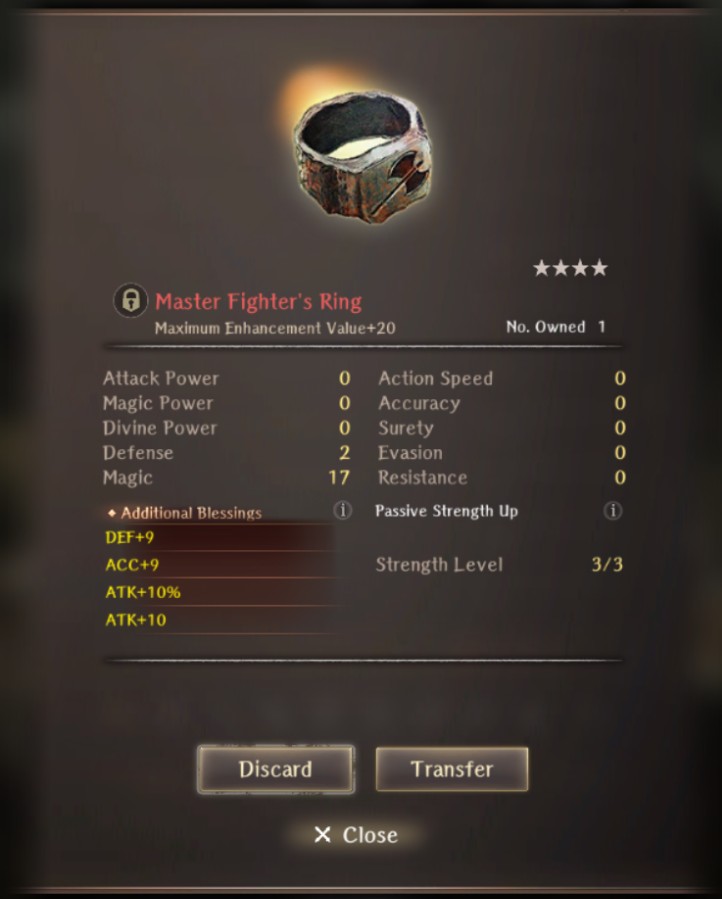 ★★★★
Master Fighter's Ring
Maximum Enhancement Value+20
No. Owned 1
Attack Power 0
Magic Power 0
Divine Power 0
Defense 2
Magic 17
Action Speed 0
Accuracy 0
Surety 0
Evasion 0
Resistance 0
Additional Blessings
DEF+9
ACC+9
ATK+10%
ATK+10
Passive Strength Up
Strength Level 3/3
Discard
Transfer
✕ Close